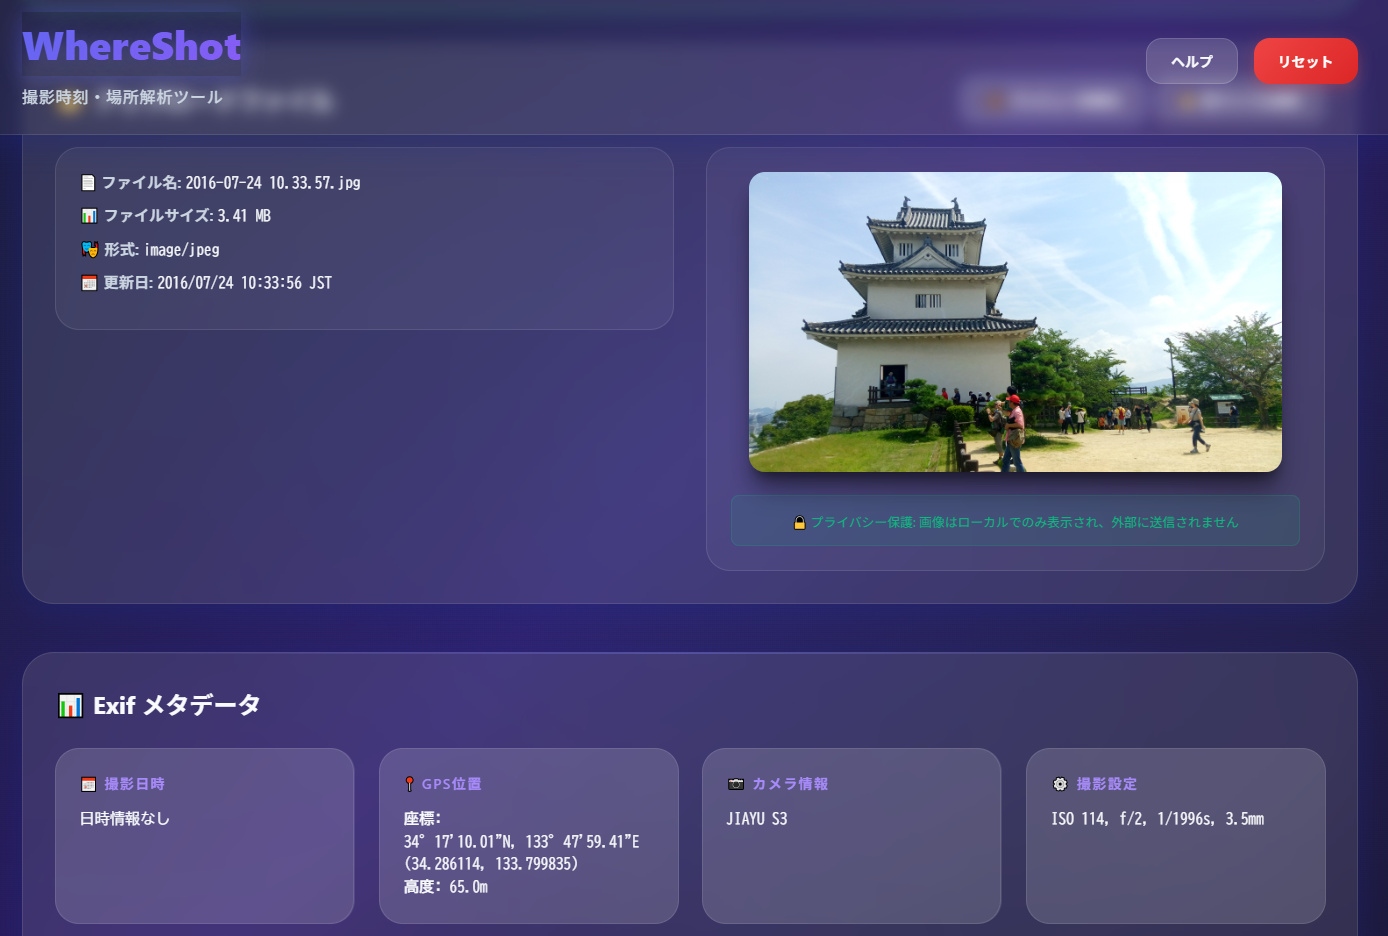 WhereShot
撮影時刻・場所解析ツール
ヘルプ
リセット
ファイル名: 2016-07-24 10.33.57.jpg
ファイルサイズ: 3.41 MB
形式: image/jpeg
更新日: 2016/07/24 10:33:56 JST
プライバシー保護: 画像はローカルでのみ表示され、外部に送信されません
Exif メタデータ
撮影日時
日時情報なし
GPS位置
座標:
34° 17' 10.01"N, 133° 47' 59.41"E
(34.286114, 133.799835)
高度: 65.0m
カメラ情報
JIAYU S3
撮影設定
ISO 114, f/2, 1/1996s, 3.5mm